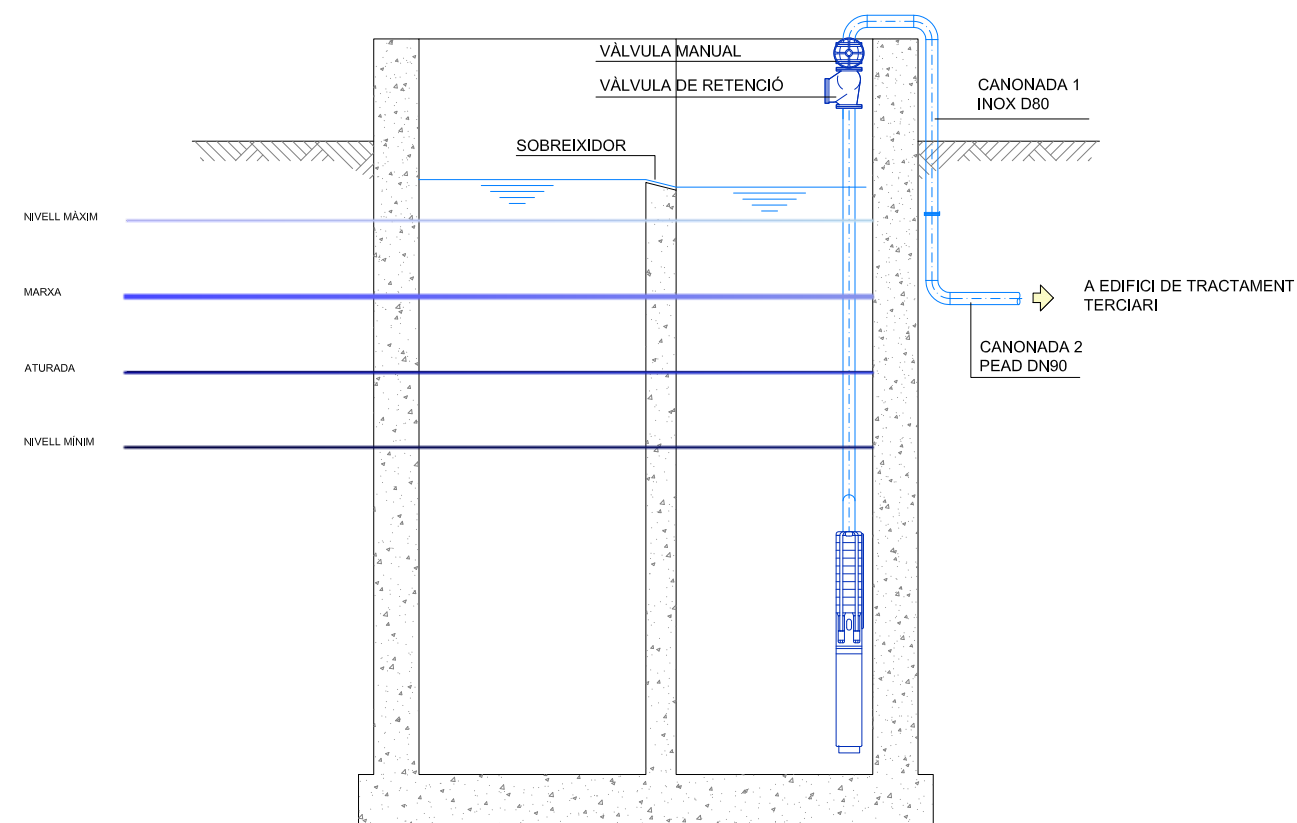 VÀLVULA MANUAL
VÀLVULA DE RETENCIÓ
CANONADA 1
INOX D80
SOBREIXIDOR
NIVELL MÀXIM
MARXA
A EDIFICI DE TRACTAMENT
TERCIARI
CANONADA 2
PEAD DN90
ATURADA
NIVELL MÍNIM